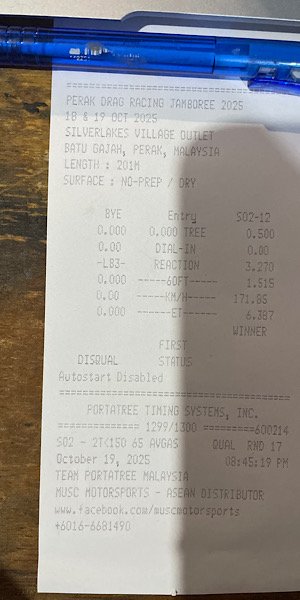 =================================
PERAK DRAG RACING JAMBOREE 2025
18 & 19 OCT 2025
SILVERLAKES VILLAGE OUTLET
BATU GAJAH, PERAK, MALAYSIA
LENGTH : 201M
SURFACE : NO-PREP / DRY
BYE Entry S02-12
0.000 0.000 TREE 0.500
0.00 DIAL-IN 0.00
-LB3- REACTION 3.270
0.000 ------60FT------ 1.515
0.00 ------KM/H------ 171.85
0.000 -------ET------- 6.387
WINNER
FIRST
DISQUAL STATUS
Autostart Disabled
=================================
PORTATREE TIMING SYSTEMS, INC.
============== 1299/1300 =========600214
S02 - 2T<150 65 AVGAS QUAL RND 17
October 19, 2025 08:45:19 PM
TEAM PORTATREE MALAYSIA
MUSC MOTORSPORTS - ASEAN DISTRIBUTOR
www.facebook.com/muscmotorsports
+6016-6681490